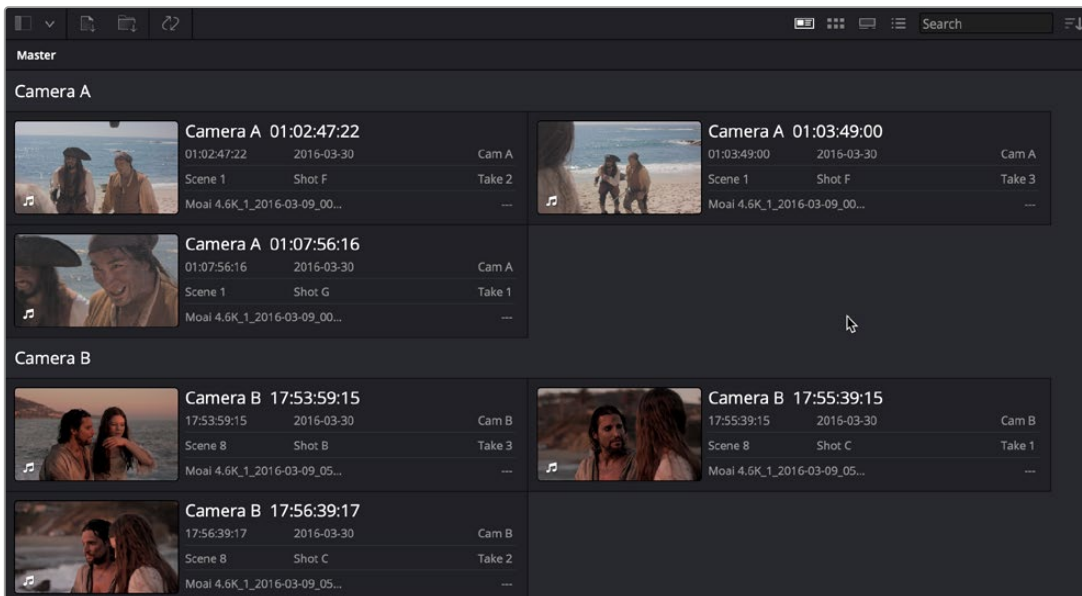 Search
Master
Camera A
Camera A 01:02:47:22
01:02:47:22 2016-03-30 Cam A
Scene 1 Shot F Take 2
Moai 4.6K_1_2016-03-09_00... ---
Camera A 01:03:49:00
01:03:49:00 2016-03-30 Cam A
Scene 1 Shot F Take 3
Moai 4.6K_1_2016-03-09_00... ---
Camera A 01:07:56:16
01:07:56:16 2016-03-30 Cam A
Scene 1 Shot G Take 1
Moai 4.6K_1_2016-03-09_00... ---
Camera B
Camera B 17:53:59:15
17:53:59:15 2016-03-30 Cam B
Scene 8 Shot B Take 3
Moai 4.6K_1_2016-03-09_05... ---
Camera B 17:55:39:15
17:55:39:15 2016-03-30 Cam B
Scene 8 Shot C Take 1
Moai 4.6K_1_2016-03-09_05... ---
Camera B 17:56:39:17
17:56:39:17 2016-03-30 Cam B
Scene 8 Shot C Take 2
Moai 4.6K_1_2016-03-09_05... ---